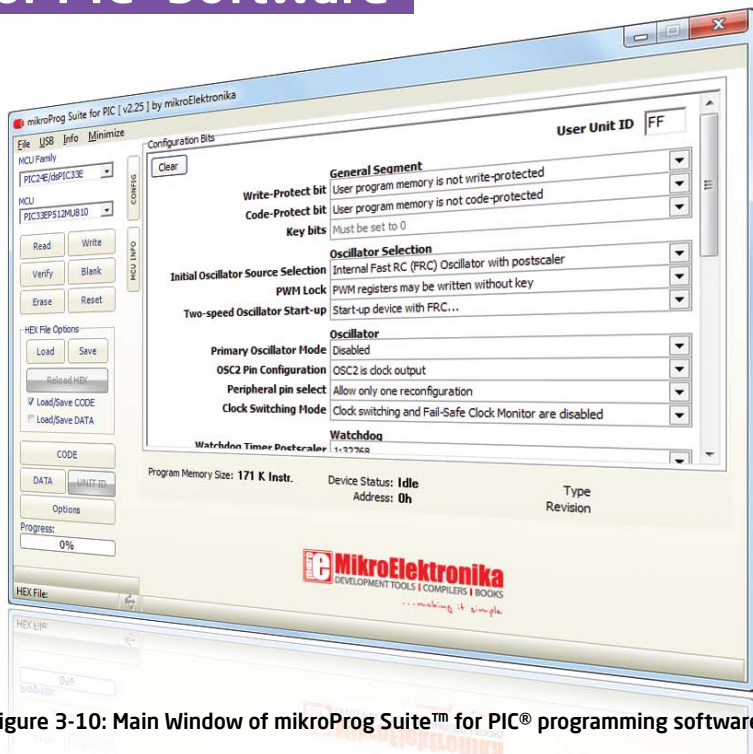 or PIC® Software
mikroProg Suite for PIC [ v2.25 ] by mikroElektronika
File USB Info Minimize
MCU Family
PIC24E/dsPIC33E
MCU
PIC33EP512MU810
Read Write
Verify Blank
Erase Reset
HEX File Options
Load Save
Reload HEX
Load/Save CODE
Load/Save DATA
CODE
DATA UNIT ID
Options
Progress:
0%
HEX File:
CONFIG
MCU INFO
Configuration Bits
Clear
User Unit ID FF
General Segment
Write-Protect bit User program memory is not write-protected
Code-Protect bit User program memory is not code-protected
Key bits Must be set to 0
Oscillator Selection
Initial Oscillator Source Selection Internal Fast RC (FRC) Oscillator with postscaler
PWM Lock PWM registers may be written without key
Two-speed Oscillator Start-up Start-up device with FRC...
Oscillator
Primary Oscillator Mode Disabled
OSC2 Pin Configuration OSC2 is clock output
Peripheral pin select Allow only one reconfiguration
Clock Switching Mode Clock switching and Fail-Safe Clock Monitor are disabled
Watchdog
Watchdog Timer Postscaler 1:32768
Program Memory Size: 171 K Instr.
Device Status: Idle
Address: 0h
Type
Revision
MikroElektronika
DEVELOPMENT TOOLS | COMPILERS | BOOKS
...making it simple
igure 3-10: Main Window of mikroProg Suite™ for PIC® programming software